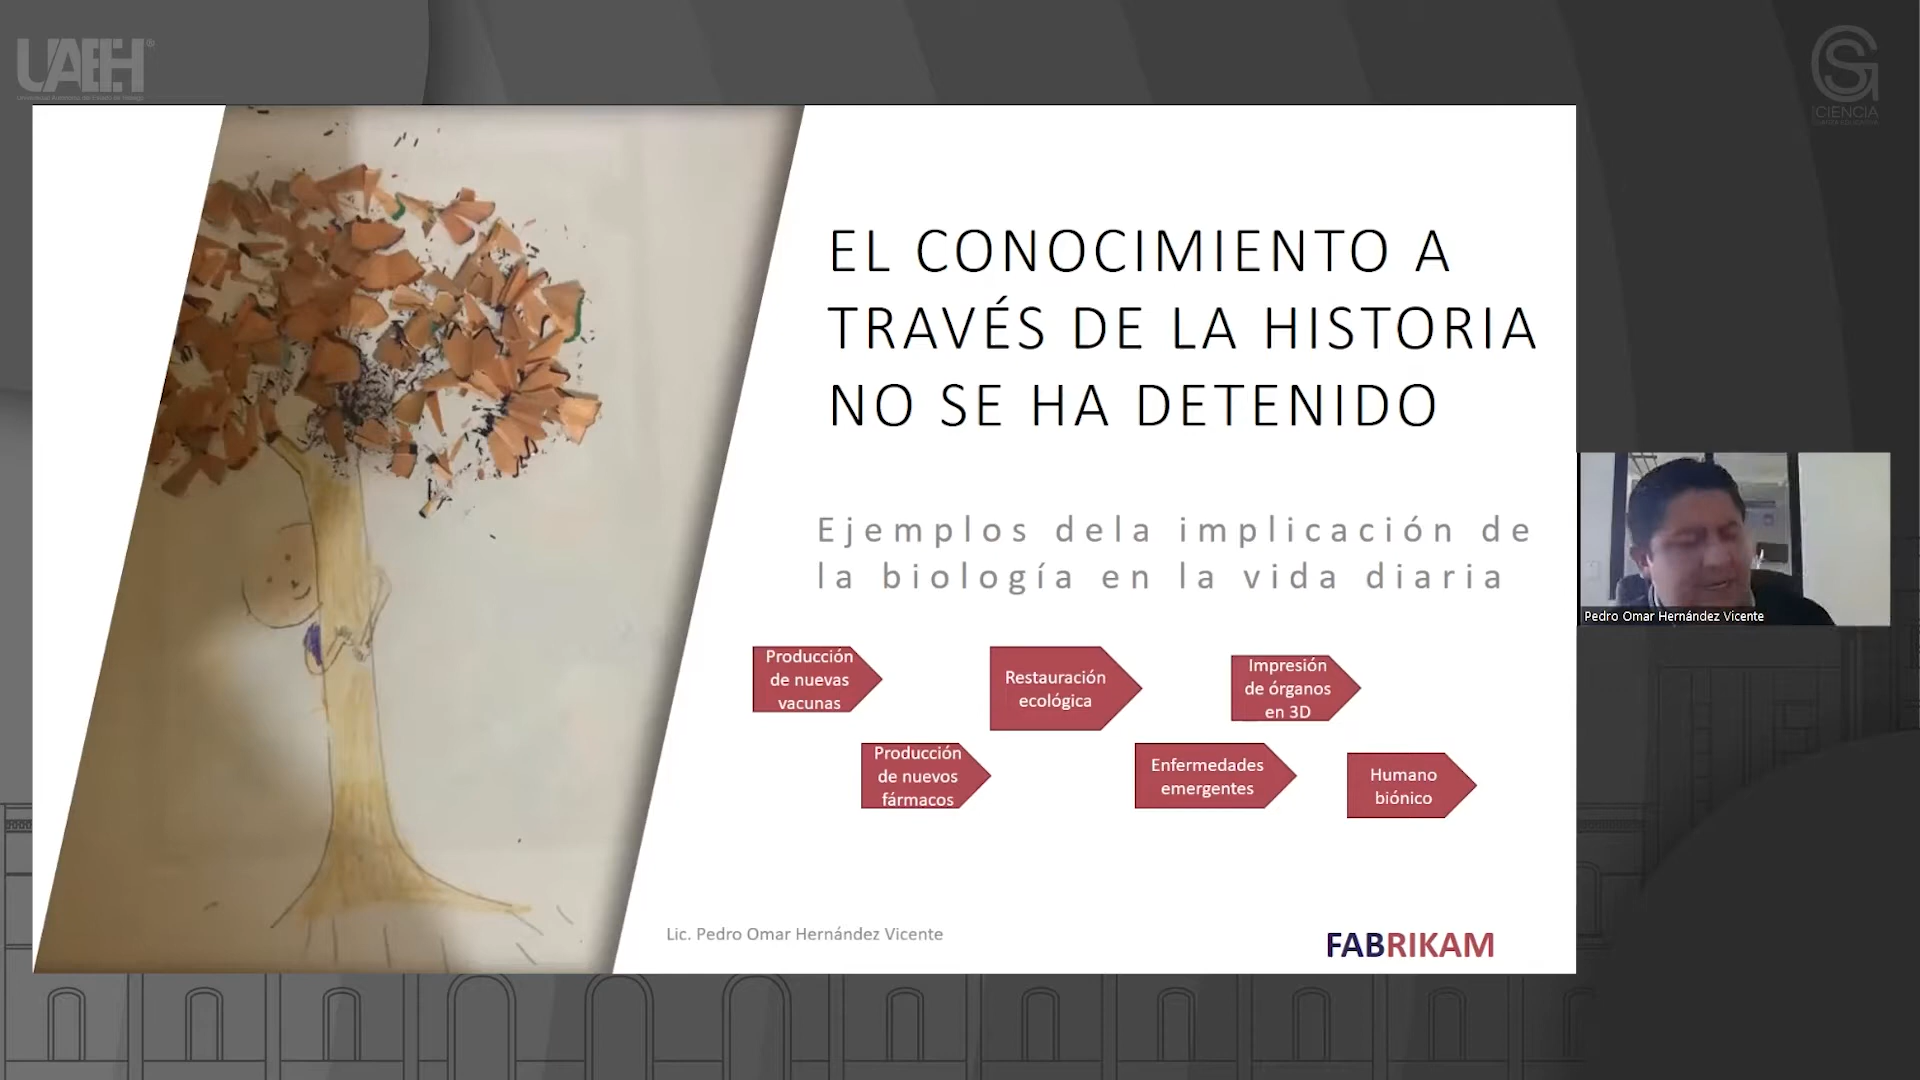 UAEH
CIENCIA
EL CONOCIMIENTO A
TRAVÉS DE LA HISTORIA
NO SE HA DETENIDO
Ejemplos dela implicación de
la biología en la vida diaria
Producción
de nuevas
vacunas
Restauración
ecológica
Impresión
de órganos
en 3D
Producción
de nuevos
fármacos
Enfermedades
emergentes
Humano
biónico
Lic. Pedro Omar Hernández Vicente
FABRIKAM
Pedro Omar Hernández Vicente